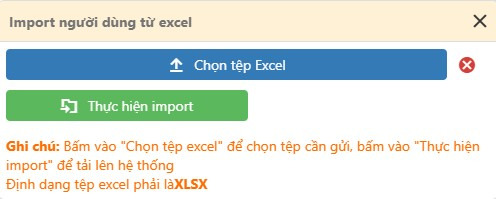 Import người dùng từ excel
Chọn tệp Excel
Thực hiện import
Ghi chú: Bấm vào "Chọn tệp excel" để chọn tệp cần gửi, bấm vào "Thực hiện
import" để tải lên hệ thống
Định dạng tệp excel phải làXLSX